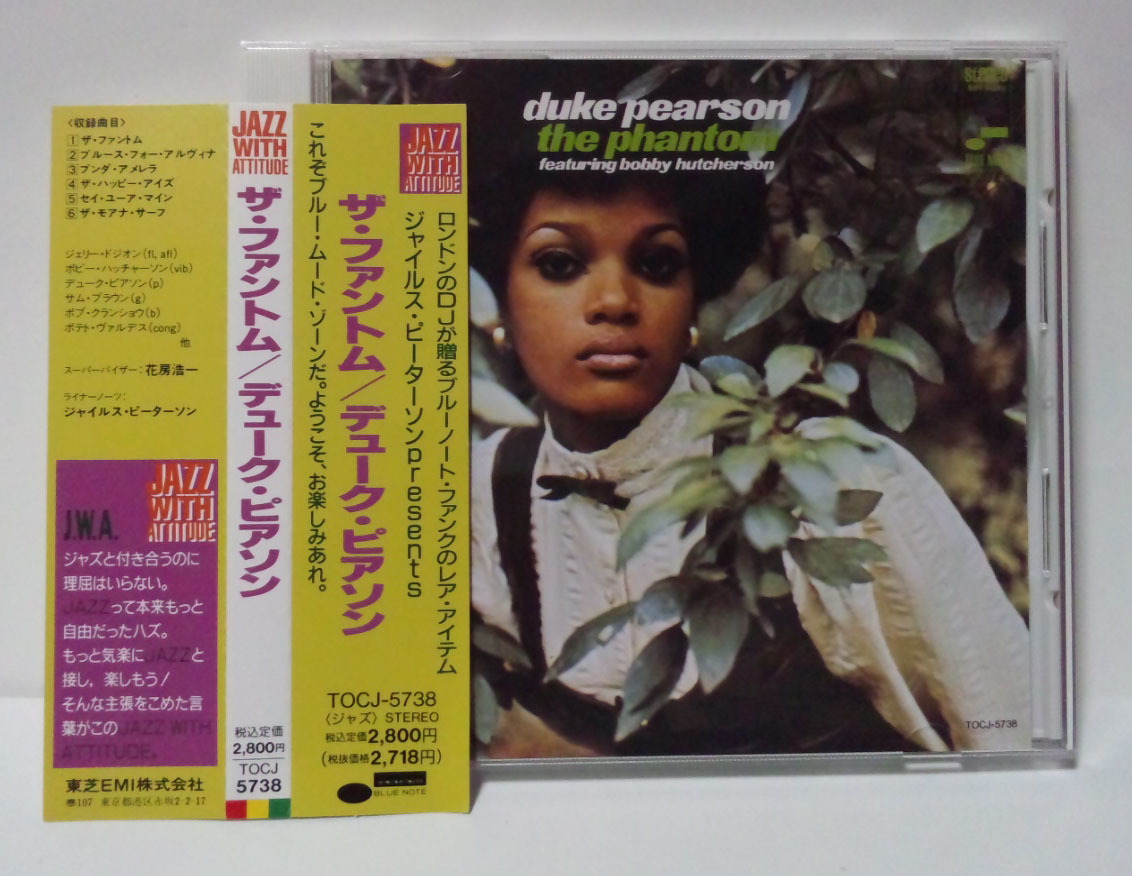 〈収録曲目〉
1 ザ・ファントム
2 ブルース・フォー・アルヴィナ
3 ブンダ・アメレラ
4 ザ・ハッピー・アイズ
5 セイ・ユーア・マイン
6 ザ・モアナ・サーフ
ジェリー・ドジオン(fl, afl)
ボビー・ハッチャーソン(vib)
デューク・ピアソン(p)
サム・ブラウン(g)
ボブ・クランショウ(b)
ポテト・ヴァルデス(cong)
他
スーパーバイザー:花房浩一
ライナーノーツ:
ジャイルス・ピーターソン
J.W.A.
JAZZ
WITH
ATTITUDE
ジャズと付き合うのに
理屈はいらない。
JAZZって本来もっと
自由だったハズ。
もっと気楽にJAZZと
接し,楽しもう!
そんな主張をこめた言
葉がこのJAZZ WITH
ATTITUDE。
東芝EMI株式会社
〒107 東京都港区赤坂2-2-17
JAZZ
WITH
ATTITUDE
ザ・ファントム/デューク・ピアソン
税込定価
2,800円
TOCJ
5738
JAZZ
WITH
ATTITUDE
ロンドンのDJが贈るブルーノート・ファンクのレア・アイテム
ジャイルス・ピーターソンpresents
ザ・ファントム/デューク・ピアソン
これぞブルー・ムード・ゾーンだ。ようこそ、お楽しみあれ。
TOCJ-5738
〈ジャズ〉 STEREO
税込定価2,800円
(税抜価格2,718円)
BLUE NOTE
duke pearson
the phantom
featuring bobby hutcherson
STEREO
BLUE NOTE
TOCJ-5738